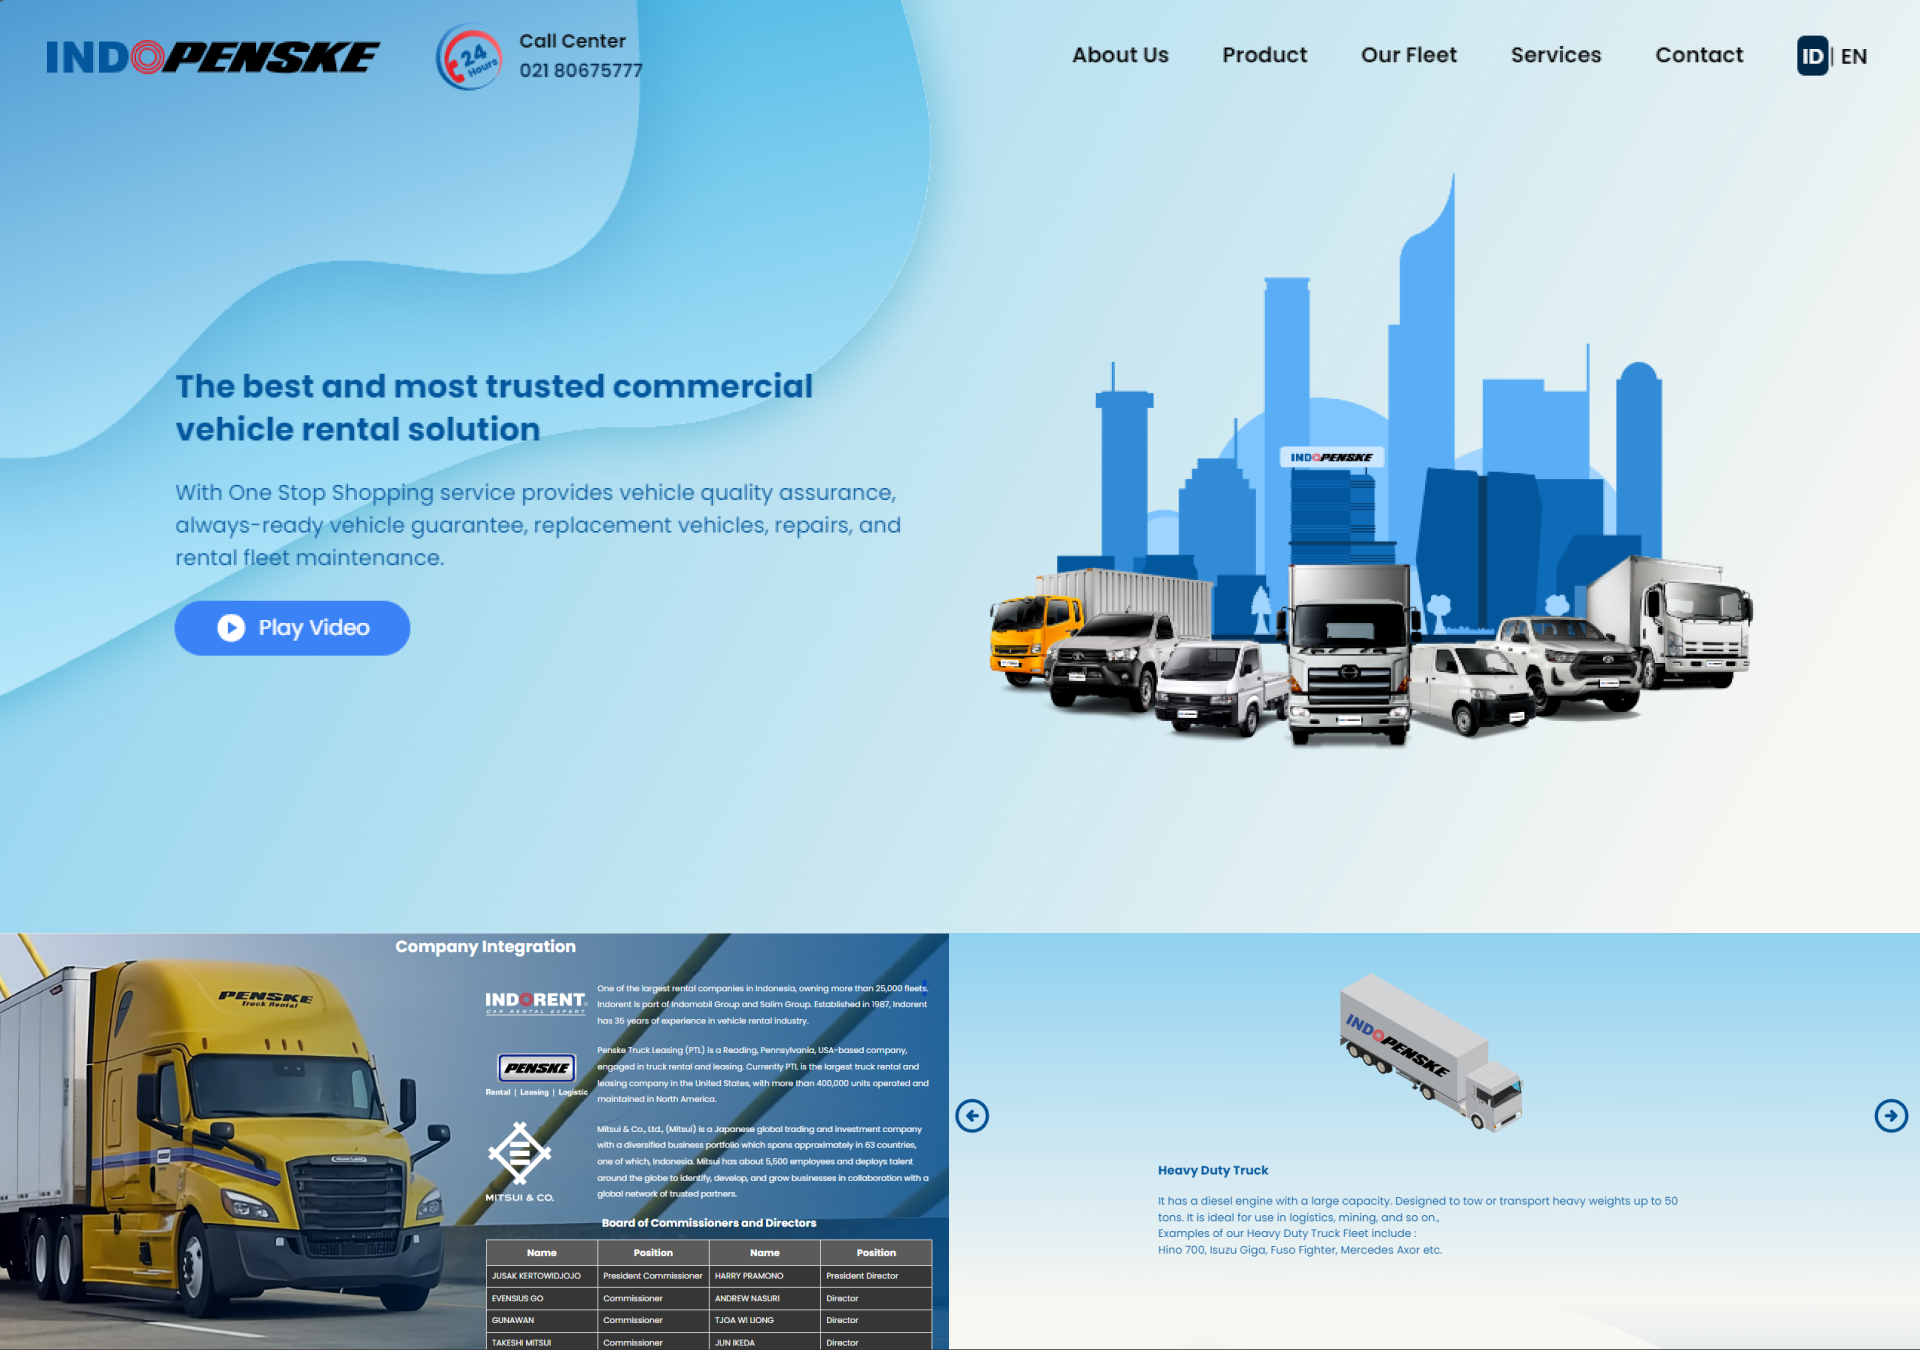 INDOPENSKE
24
Hours
Call Center
021 80675777
About Us
Product
Our Fleet
Services
Contact
ID | EN
The best and most trusted commercial
vehicle rental solution
With One Stop Shopping service provides vehicle quality assurance,
always-ready vehicle guarantee, replacement vehicles, repairs, and
rental fleet maintenance.
Play Video
INDOPENSKE
Company Integration
PENSKE
Truck Rental
INDORENT
CAR RENTAL EXPERT
One of the largest rental companies in Indonesia, owning more than 25,000 fleets.
Indorent is part of Indomobil Group and Salim Group. Established in 1987, Indorent
has 35 years of experience in vehicle rental industry.
PENSKE
Rental | Leasing | Logistic
Penske Truck Leasing (PTL) is a Reading, Pennsylvania, USA-based company,
engaged in truck rental and leasing. Currently PTL is the largest truck rental and
leasing company in the United States, with more than 400,000 units operated and
maintained in North America.
MITSUI & CO.
Mitsui & Co., Ltd., (Mitsui) is a Japanese global trading and investment company
with a diversified business portfolio which spans approximately in 63 countries,
one of which, Indonesia. Mitsui has about 5,500 employees and deploys talent
around the globe to identify, develop, and grow businesses in collaboration with a
global network of trusted partners.
Board of Commissioners and Directors
Name Position Name Position
JUSAK KERTOWIDJOJO President Commissioner HARRY PRAMONO President Director
EVENSIUS GO Commissioner ANDREW NASURI Director
GUNAWAN Commissioner TJOA WI LIONG Director
TAKESHI MITSUI Commissioner JUN IKEDA Director
INDOPENSKE
Heavy Duty Truck
It has a diesel engine with a large capacity. Designed to tow or transport heavy weights up to 50
tons. It is ideal for use in logistics, mining, and so on.,
Examples of our Heavy Duty Truck Fleet include :
Hino 700, Isuzu Giga, Fuso Fighter, Mercedes Axor etc.